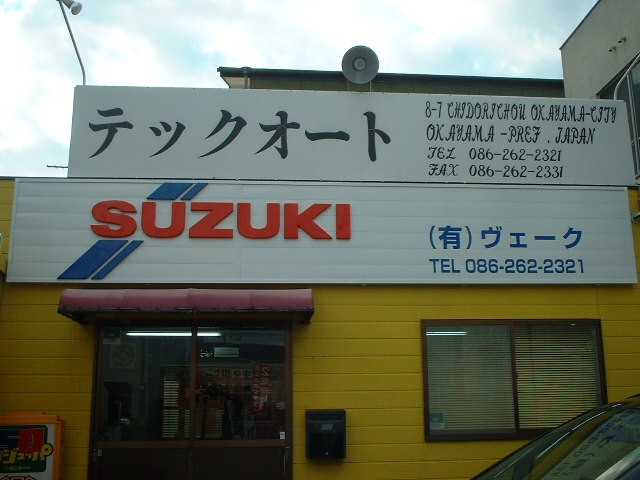 テックオート
8-7 CHIDORICHOU OKAYAMA-CITY
OKAYAMA-PREF. JAPAN
TEL 086-262-2321
FAX 086-262-2331
SUZUKI
(有)ヴェーク
TEL 086-262-2321